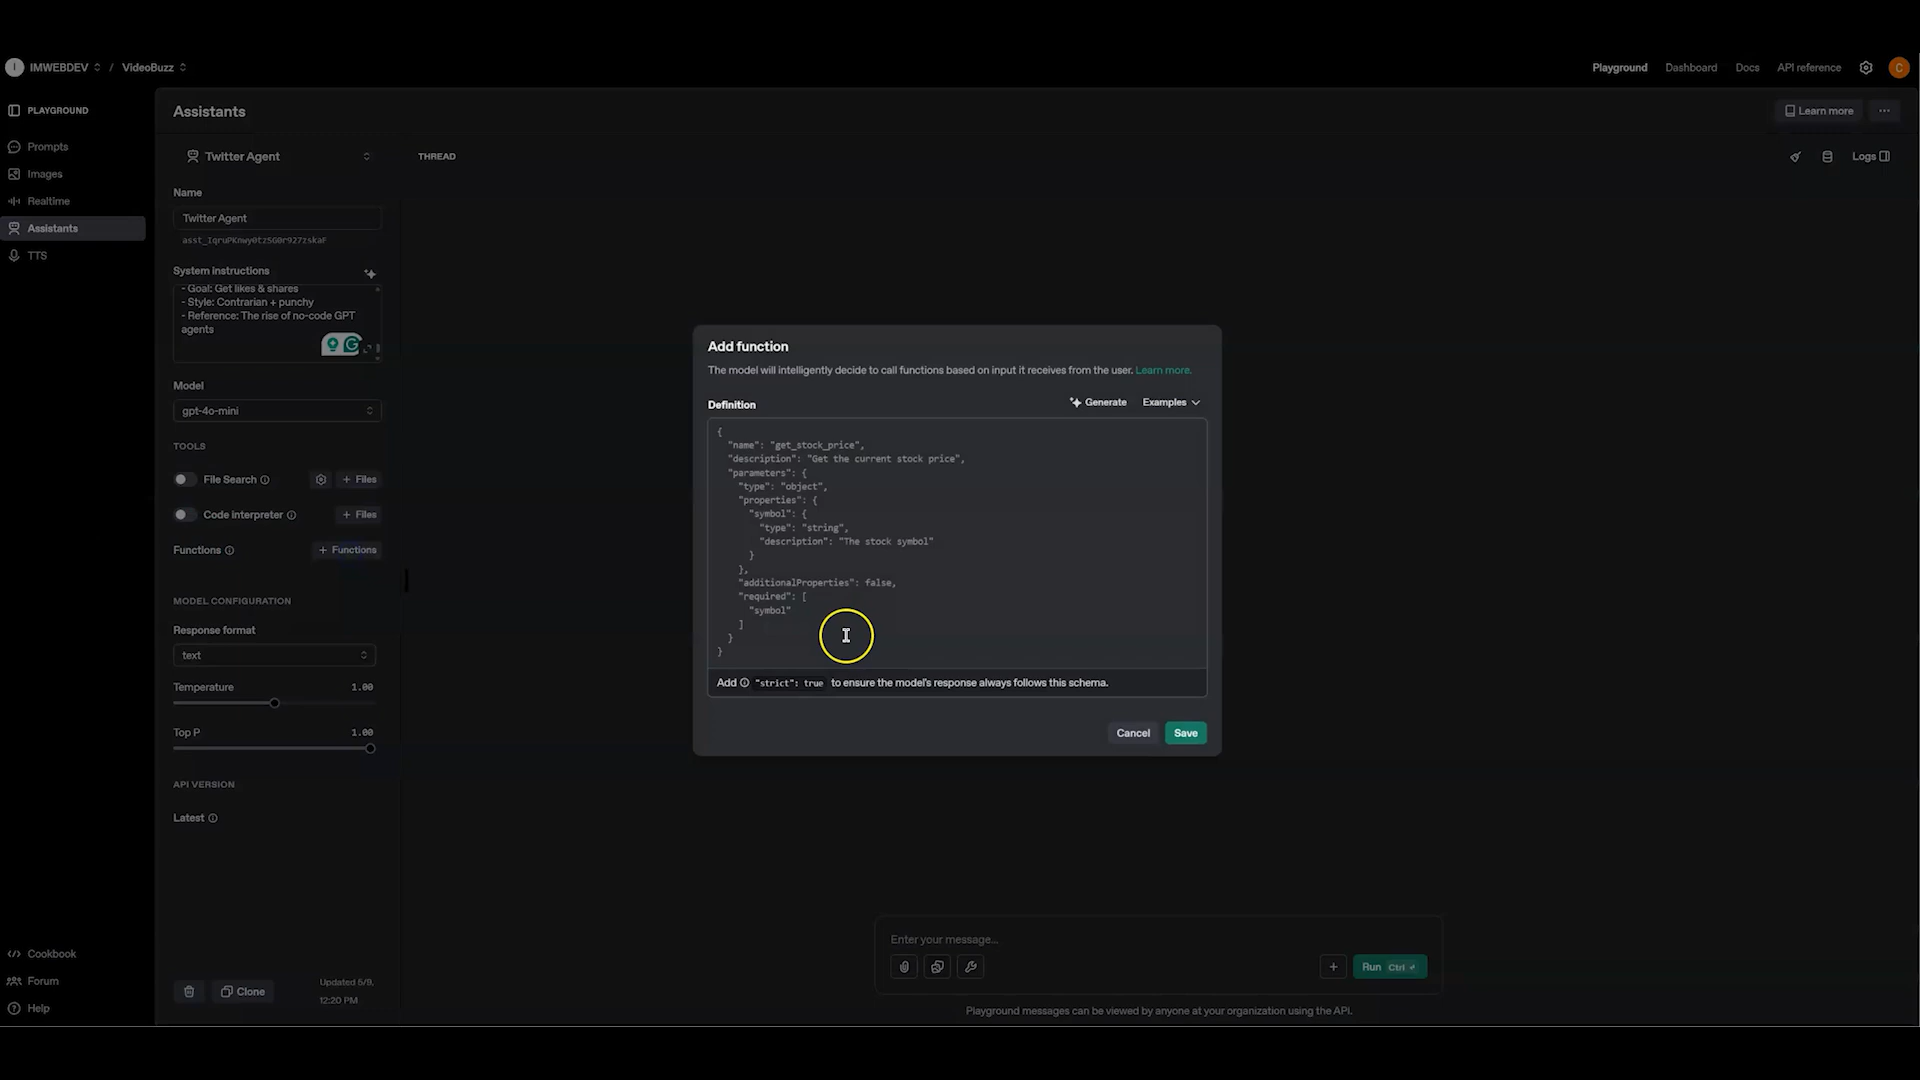 I IMWEBDEV / VideoBuzz
Playground Dashboard Docs API reference C
PLAYGROUND
Prompts
Images
Realtime
Assistants
TTS
Assistants
Learn more
Twitter Agent
THREAD
Logs
Name
Twitter Agent
asst_IqruPKnwy0tzSG0r927zskaF
System instructions
- Goal: Get likes & shares
- Style: Contrarian + punchy
- Reference: The rise of no-code GPT
agents
Model
gpt-4o-mini
TOOLS
File Search + Files
Code interpreter + Files
Functions + Functions
MODEL CONFIGURATION
Response format
text
Temperature 1.00
Top P 1.00
API VERSION
Latest
Clone
Updated 5/9,
12:20 PM
Cookbook
Forum
Help
Add function
The model will intelligently decide to call functions based on input it receives from the user. Learn more.
Definition
Generate Examples
{
"name": "get_stock_price",
"description": "Get the current stock price",
"parameters": {
"type": "object",
"properties": {
"symbol": {
"type": "string",
"description": "The stock symbol"
}
},
"additionalProperties": false,
"required": [
"symbol"
]
}
}
Add "strict": true to ensure the model's response always follows this schema.
Cancel Save
Enter your message...
+ Run Ctrl ↵
Playground messages can be viewed by anyone at your organization using the API.